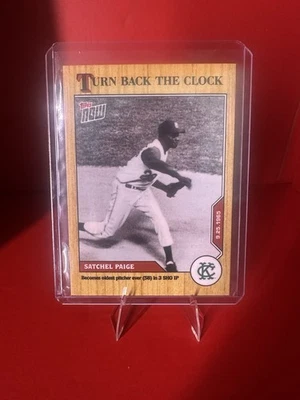 TURN BACK THE CLOCK
TOPPS NOW
9.25.1965
SATCHEL PAIGE
Becomes oldest pitcher ever (59) in 3 SHO IP
KC